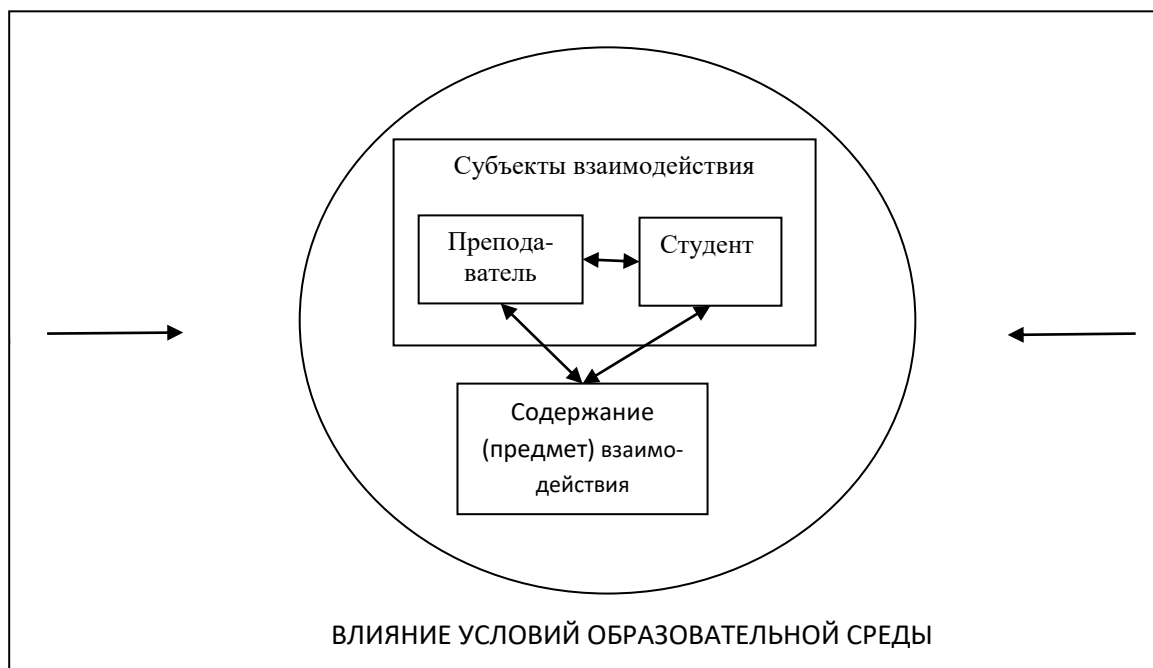 Субъекты взаимодействия
Препода-
ватель
Студент
Содержание
(предмет) взаимо-
действия
ВЛИЯНИЕ УСЛОВИЙ ОБРАЗОВАТЕЛЬНОЙ СРЕДЫ